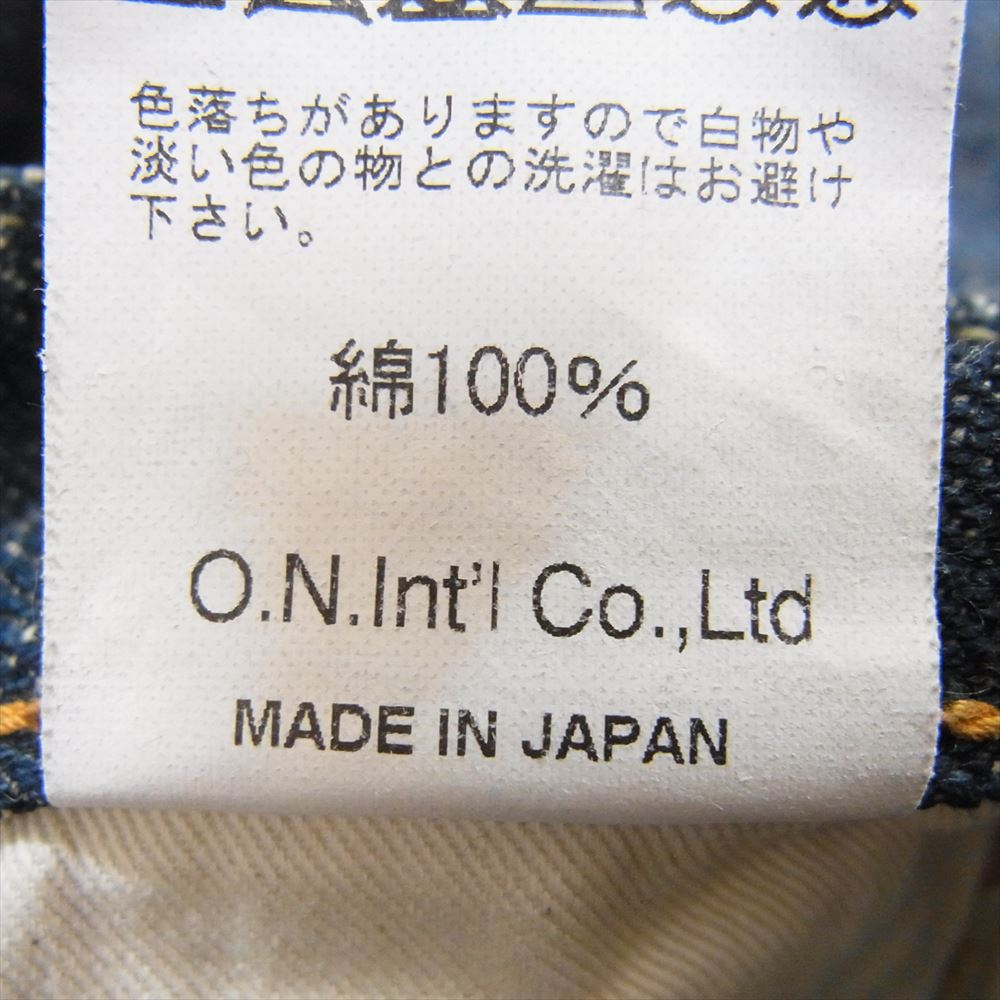 色落ちがありますので白物や
淡い色の物との洗濯はお避け
下さい。
綿100%
O.N.Int'l Co.,Ltd
MADE IN JAPAN